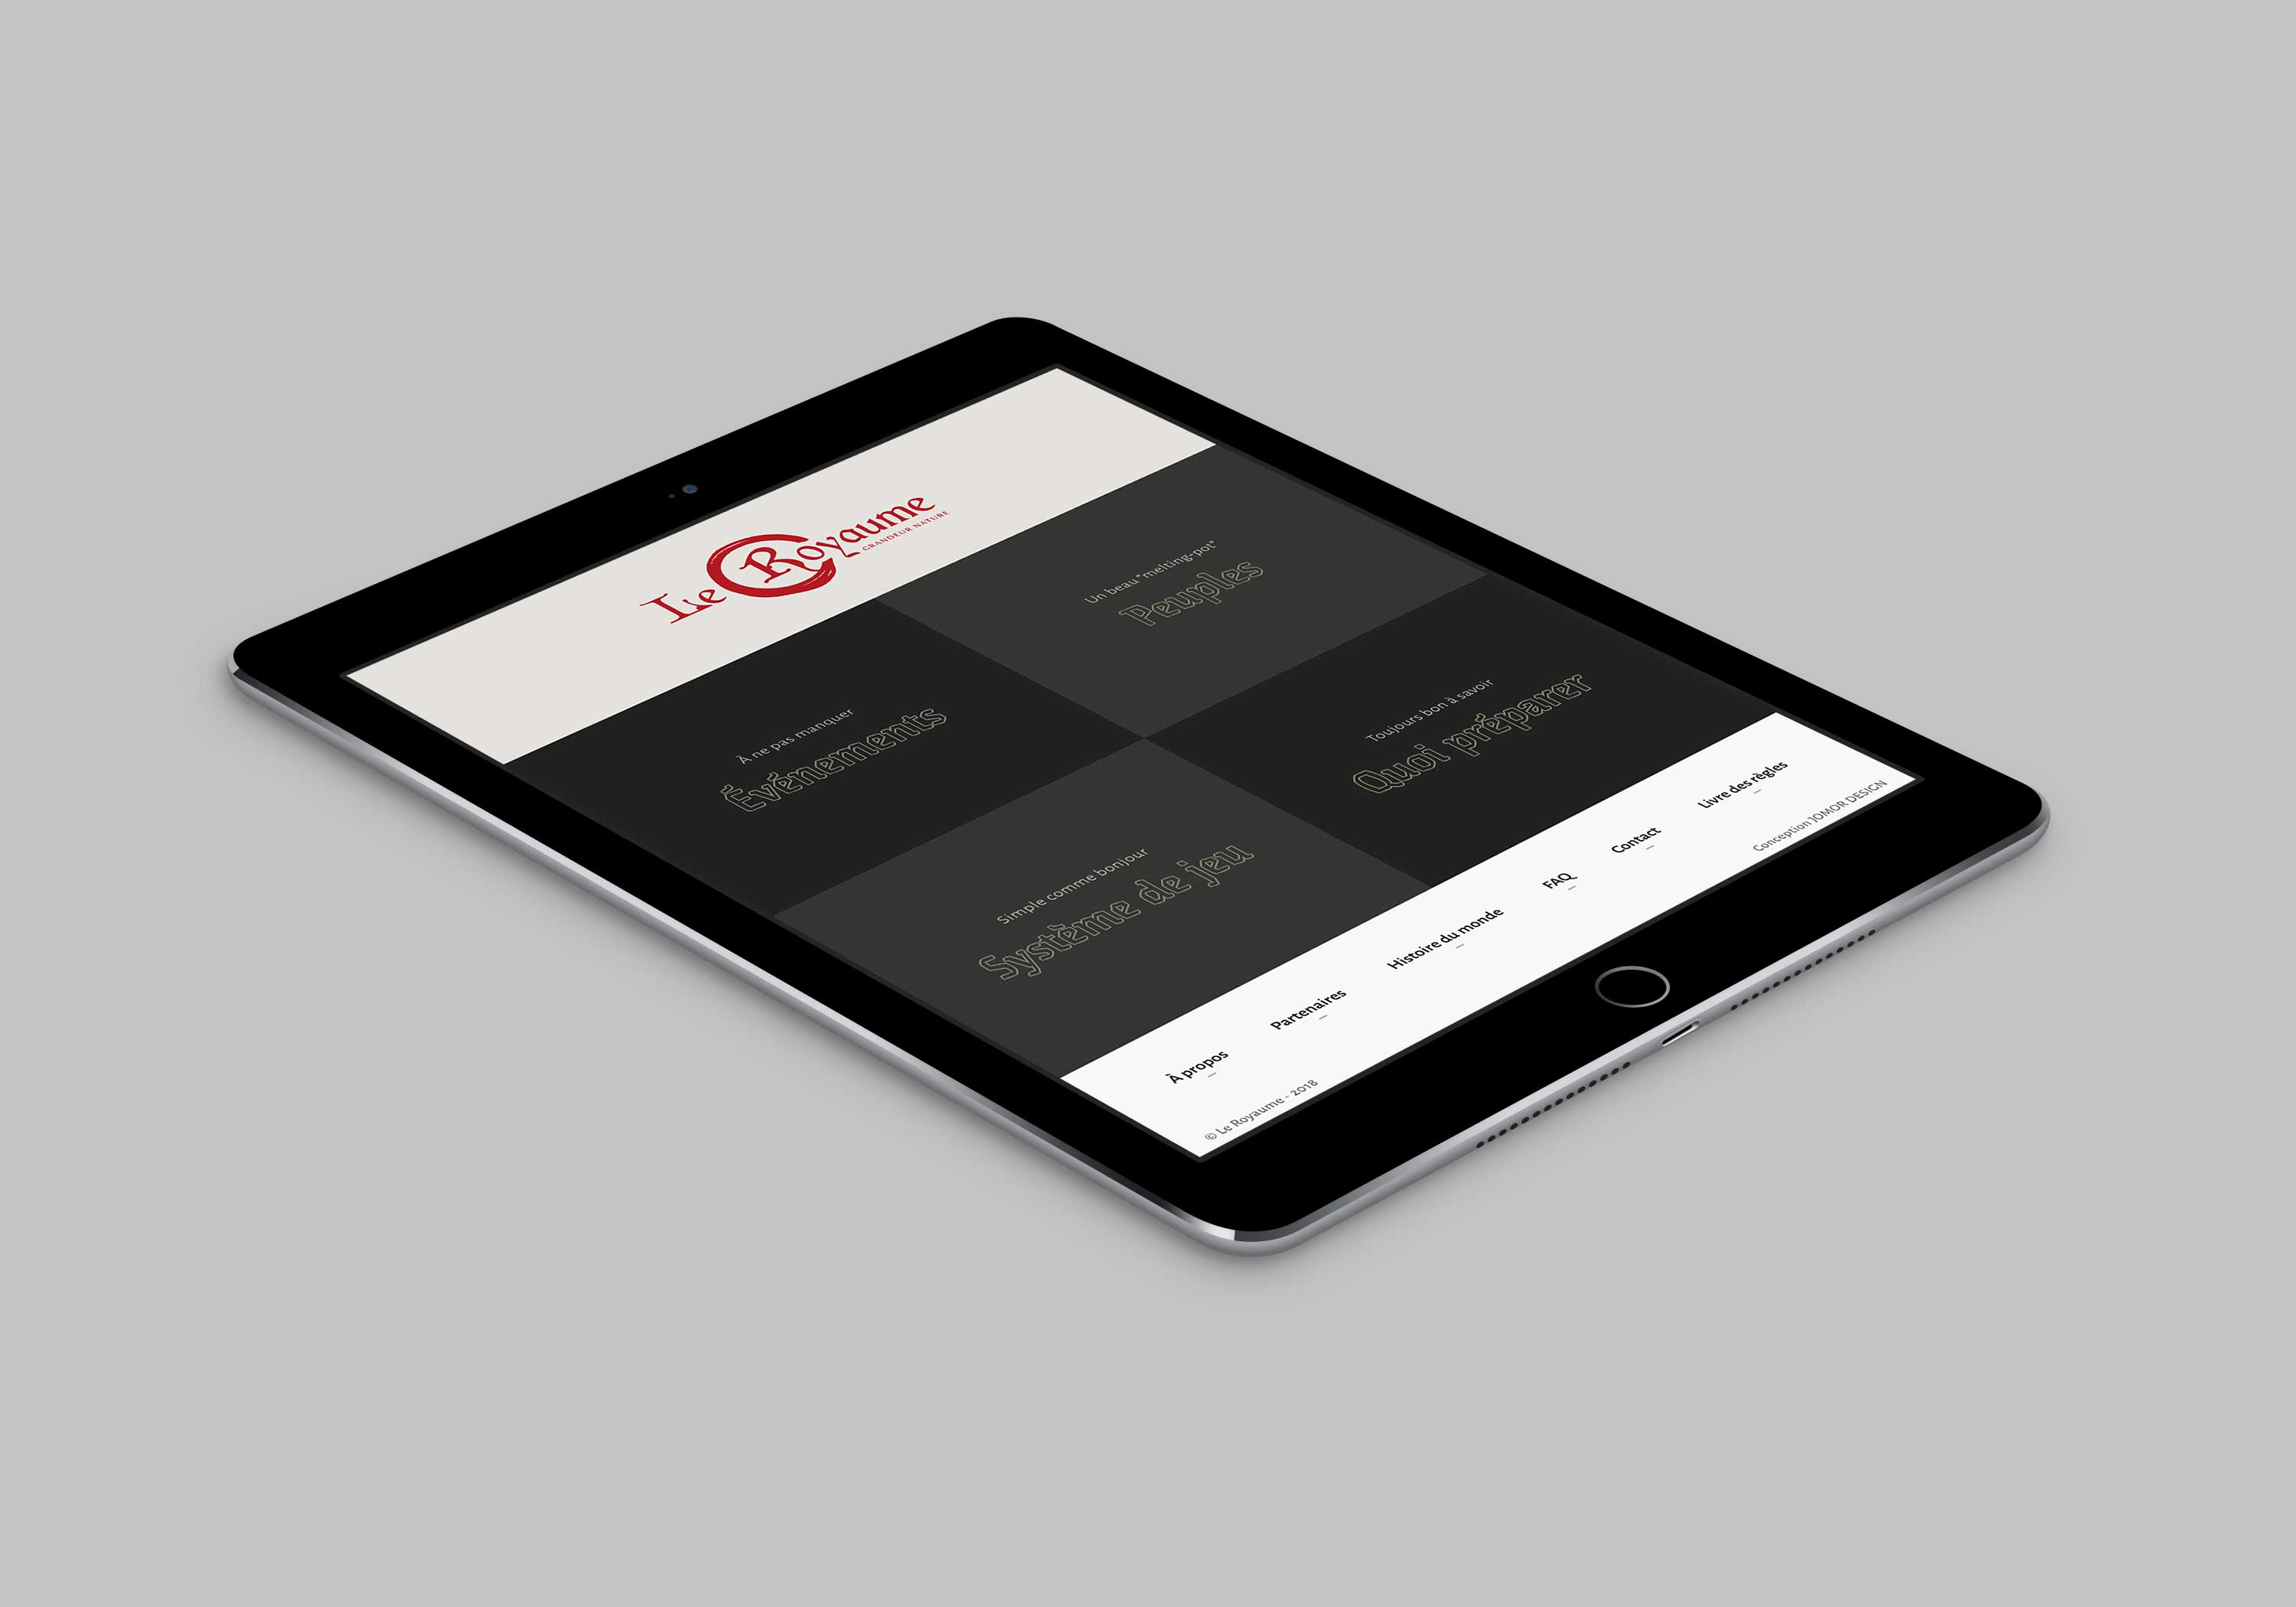 Le Royaume
GRANDEUR NATURE
À ne pas manquer
Événements
Un beau "melting-pot"
Peuples
Simple comme bonjour
Système de jeu
Toujours bon à savoir
Quoi préparer
À propos
Partenaires
Histoire du monde
FAQ
Contact
Livre des règles
© Le Royaume - 2018
Conception JOMOR DESIGN